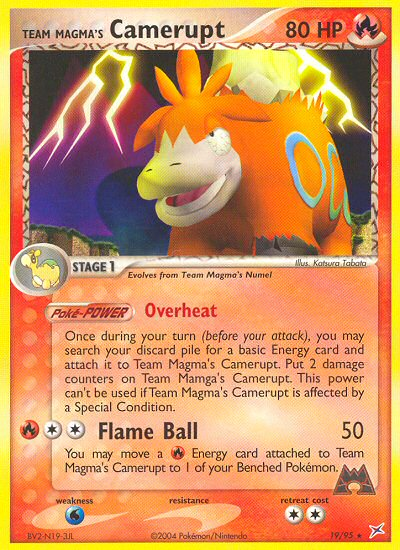 TEAM MAGMA'S Camerupt 80 HP
Illus. Katsura Tabata
STAGE 1
Evolves from Team Magma's Numel
Poké-POWER Overheat
Once during your turn (before your attack), you may
search your discard pile for a basic Energy card and
attach it to Team Magma's Camerupt. Put 2 damage
counters on Team Mamga's Camerupt. This power
can't be used if Team Magma's Camerupt is affected by
a Special Condition.
Flame Ball 50
You may move a Energy card attached to Team
Magma's Camerupt to 1 of your Benched Pokémon.
weakness resistance retreat cost
BV2-N19-3JL ©2004 Pokémon/Nintendo 19/95 ★